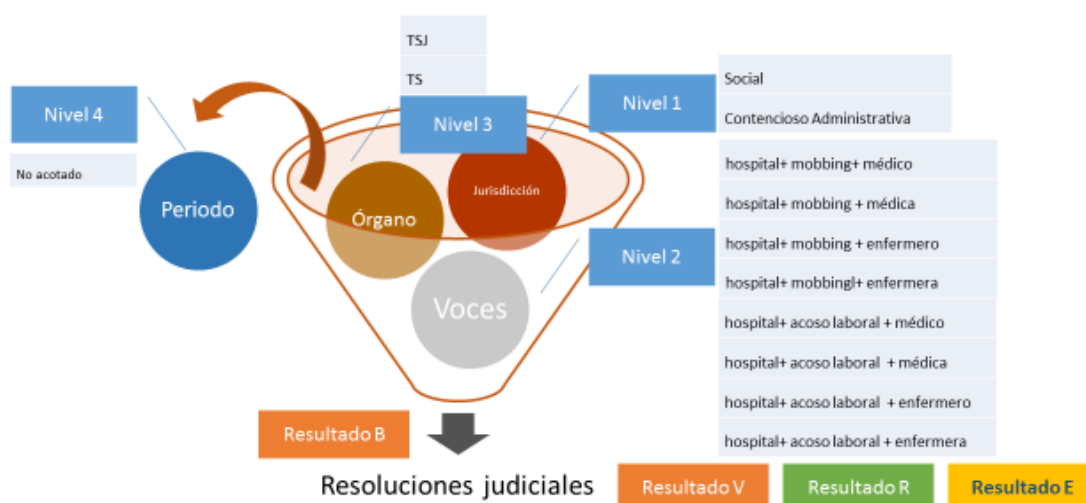 TSJ
TS
Nivel 4
No acotado
Periodo
Nivel 3
Órgano
Jurisdicción
Voces
Nivel 1
Social
Contencioso Administrativa
Nivel 2
hospital+ mobbing+ médico
hospital+ mobbing + médica
hospital+ mobbing + enfermero
hospital+ mobbingl+ enfermera
hospital+ acoso laboral + médico
hospital+ acoso laboral + médica
hospital+ acoso laboral + enfermero
hospital+ acoso laboral + enfermera
Resultado B
Resoluciones judiciales
Resultado V
Resultado R
Resultado E